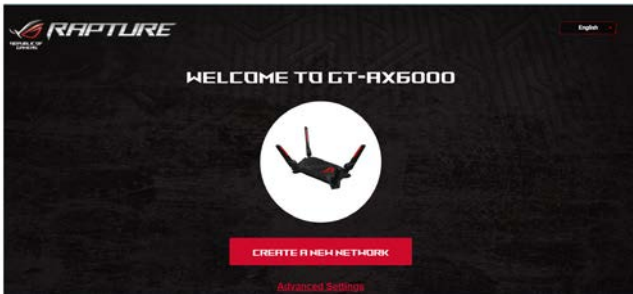 RAPTURE
REPUBLIC OF
GAMERS
English
WELCOME TO GT-AX6000
CREATE A NEW NETWORK
Advanced Settings